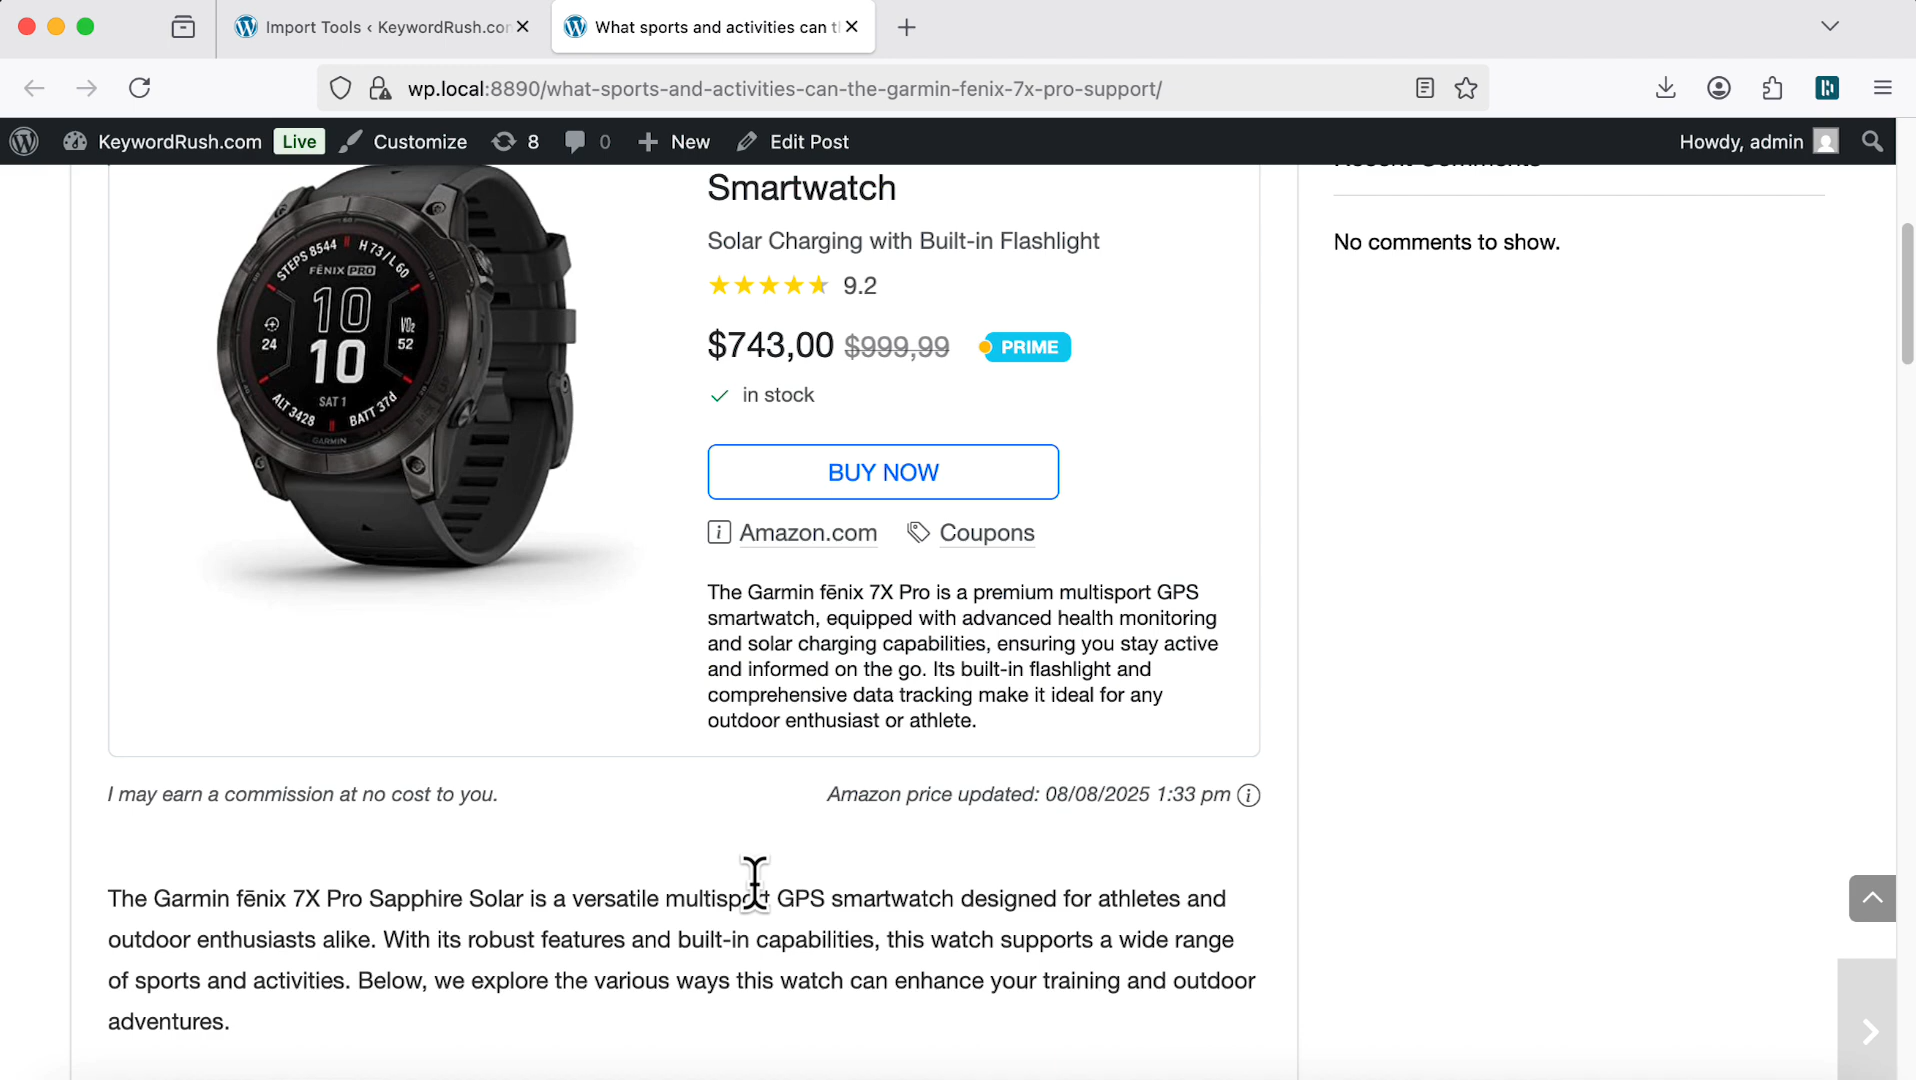 Import Tools ‹ KeywordRush.con
What sports and activities can t
wp.local:8890/what-sports-and-activities-can-the-garmin-fenix-7x-pro-support/
KeywordRush.com
Live
Customize
8
0
New
Edit Post
Howdy, admin
Recent Comments
No comments to show.
STEPS 8544
H 73/L 60
FĒNIX PRO
10
10
24
VO₂
52
SAT 1
ALT 3428
BATT 37d
GARMIN
Smartwatch
Solar Charging with Built-in Flashlight
9.2
$743,00 $999,99 PRIME
in stock
BUY NOW
Amazon.com Coupons
The Garmin fēnix 7X Pro is a premium multisport GPS
smartwatch, equipped with advanced health monitoring
and solar charging capabilities, ensuring you stay active
and informed on the go. Its built-in flashlight and
comprehensive data tracking make it ideal for any
outdoor enthusiast or athlete.
I may earn a commission at no cost to you.
Amazon price updated: 08/08/2025 1:33 pm
The Garmin fēnix 7X Pro Sapphire Solar is a versatile multisport GPS smartwatch designed for athletes and
outdoor enthusiasts alike. With its robust features and built-in capabilities, this watch supports a wide range
of sports and activities. Below, we explore the various ways this watch can enhance your training and outdoor
adventures.